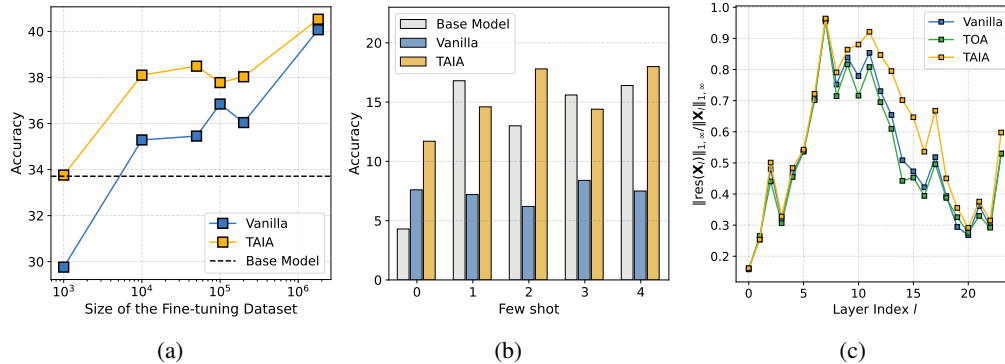 40
38
36
34
32
30
Accuracy
10³
10⁴
10⁵
10⁶
Size of the Fine-tuning Dataset
Vanilla
TAIA
Base Model
(a)
20
15
10
5
0
Accuracy
0 1 2 3 4
Few shot
Base Model
Vanilla
TAIA
(b)
1.0
0.9
0.8
0.7
0.6
0.5
0.4
0.3
0.2
‖res(X_l)‖₁,∞/‖X_l‖₁,∞
0 5 10 15 20
Layer Index l
Vanilla
TOA
TAIA
(c)